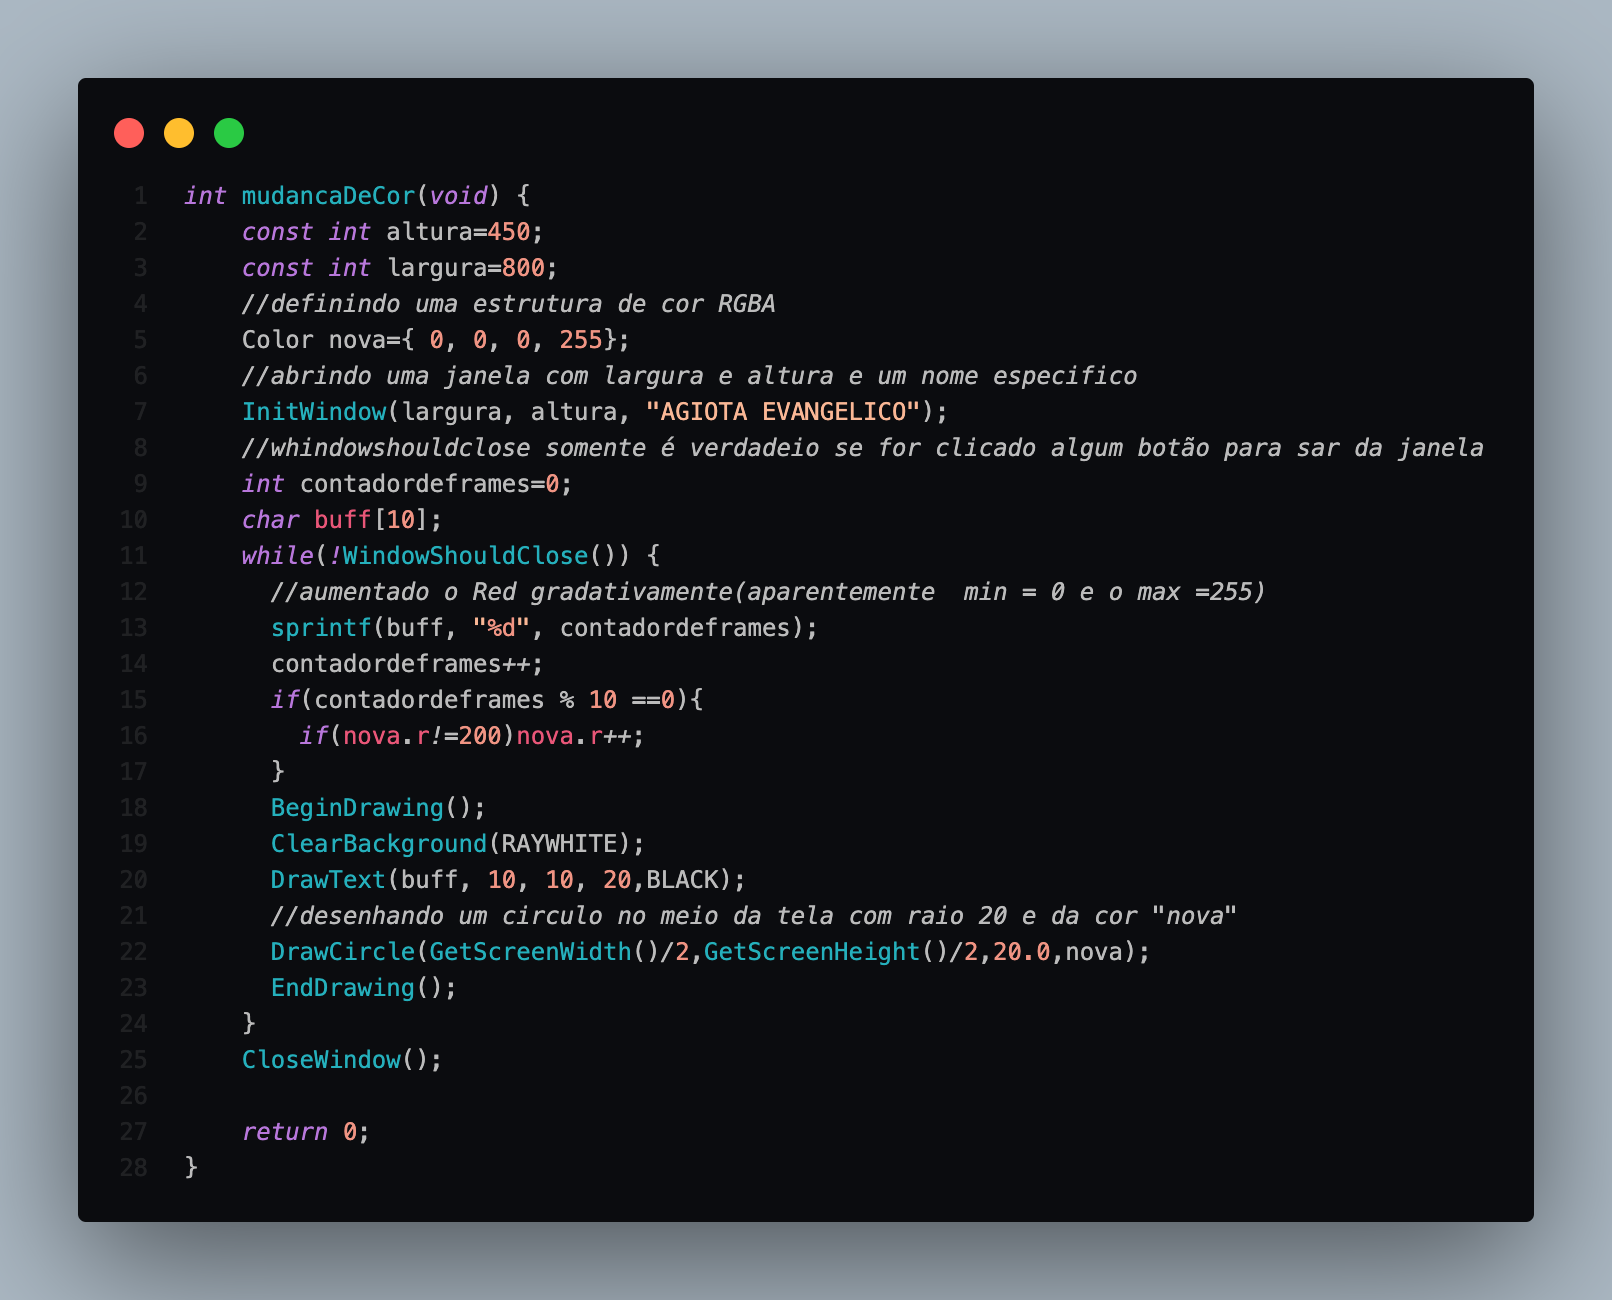 1 int mudancaDeCor(void) {
2 const int altura=450;
3 const int largura=800;
4 //definindo uma estrutura de cor RGBA
5 Color nova={ 0, 0, 0, 255};
6 //abrindo uma janela com largura e altura e um nome especifico
7 InitWindow(largura, altura, "AGIOTA EVANGELICO");
8 //whindowshouldclose somente é verdadeio se for clicado algum botão para sar da janela
9 int contadordeframes=0;
10 char buff[10];
11 while(!WindowShouldClose()) {
12 //aumentado o Red gradativamente(aparentemente  min = 0 e o max =255)
13 sprintf(buff, "%d", contadordeframes);
14 contadordeframes++;
15 if(contadordeframes % 10 ==0){
16 if(nova.r!=200)nova.r++;
17 }
18 BeginDrawing();
19 ClearBackground(RAYWHITE);
20 DrawText(buff, 10, 10, 20,BLACK);
21 //desenhando um circulo no meio da tela com raio 20 e da cor "nova"
22 DrawCircle(GetScreenWidth()/2,GetScreenHeight()/2,20.0,nova);
23 EndDrawing();
24 }
25 CloseWindow();
26
27 return 0;
28 }